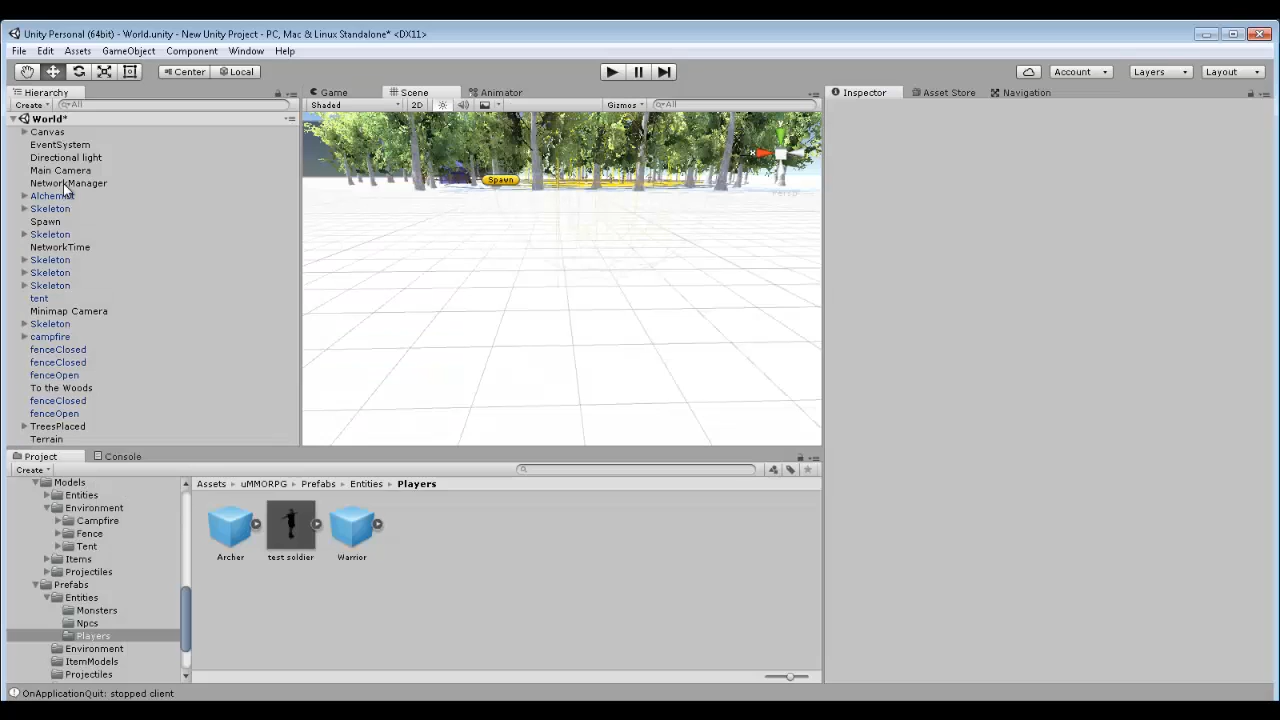 Unity Personal (64bit) - World.unity - New Unity Project - PC, Mac & Linux Standalone* <DX11>
File Edit Assets GameObject Component Window Help
Center Local Account Layers Layout
Hierarchy Game Scene Animator Inspector Asset Store Navigation
Create All Shaded 2D Gizmos All
World*
Canvas
EventSystem
Directional light
Main Camera
NetworkManager
Alchemist
Skeleton
Spawn
Skeleton
NetworkTime
Skeleton
Skeleton
Skeleton
tent
Minimap Camera
Skeleton
campfire
fenceClosed
fenceClosed
fenceOpen
To the Woods
fenceClosed
fenceOpen
TreesPlaced
Terrain
Spawn
y
x
Persp
Project Console
Create
Models
Entities
Environment
Campfire
Fence
Tent
Items
Projectiles
Prefabs
Entities
Monsters
Npcs
Players
Environment
ItemModels
Projectiles
Assets uMMORPG Prefabs Entities Players
Archer test soldier Warrior
OnApplicationQuit: stopped client